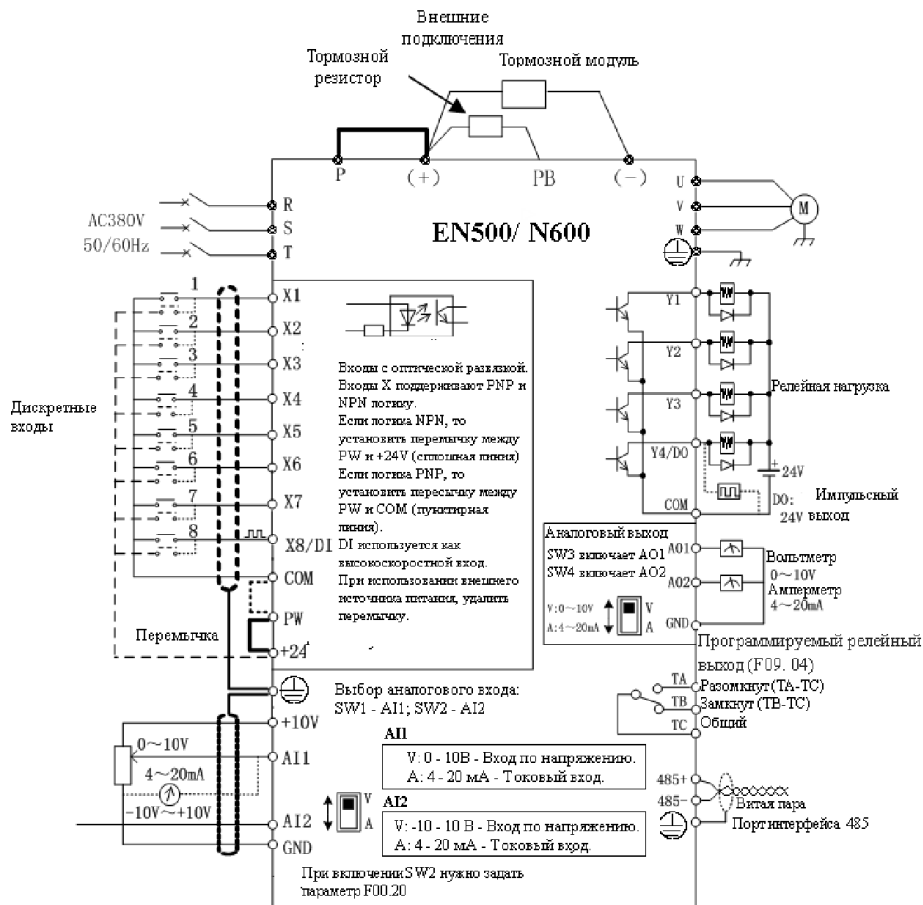 Внешние
подключения
Тормозной
резистор
Тормозной модуль
P
(+)
PB
(-)
AC380V
50/60Hz
R
S
T
EN500/ N600
U
V
W
M
Дискретные
входы
1
2
3
4
5
6
7
8
X1
X2
X3
X4
X5
X6
X7
X8/DI
COM
PW
+24
Перемычка
Входы с оптической развязкой.
Входы X поддерживают PNP и
NPN логику.
Если логика NPN, то
установить перемычку между
PW и +24V (сплошная линия)
Если логика PNP, то
установить пересычку между
PW и COM (пунктирная
линия).
DI используется как
высокоскоростной вход.
При использовании внешнего
источника питания, удалить
перемычку.
Y1
Y2
Y3
Y4/DO
COM
Релейная нагрузка
+
24V
DO:
24V
Импульсный
выход
Аналоговый выход
SW3 включает AO1
SW4 включает AO2
V:0~10V
A:4~20mA
V
A
AO1
AO2
GND
Вольтметр
0~10V
Амперметр
4~20mA
Программируемый релейный
выход (F09. 04)
TA
Разомкнут (TA-TC)
TB
Замкнут (TB-TC)
TC
Общий
Выбор аналогового входа:
SW1 - AI1; SW2 - AI2
+10V
0~10V
AI1
4~20mA
-10V~+10V
AI2
GND
V
A
AI1
V: 0 - 10В - Вход по напряжению.
A: 4 - 20 мА - Токовый вход.
AI2
V: -10 - 10 В - Вход по напряжению.
A: 4 - 20 мА - Токовый вход.
При включении SW2 нужно задать
параметр F00.20
485+
485-
Витая пара
Порт интерфейса 485